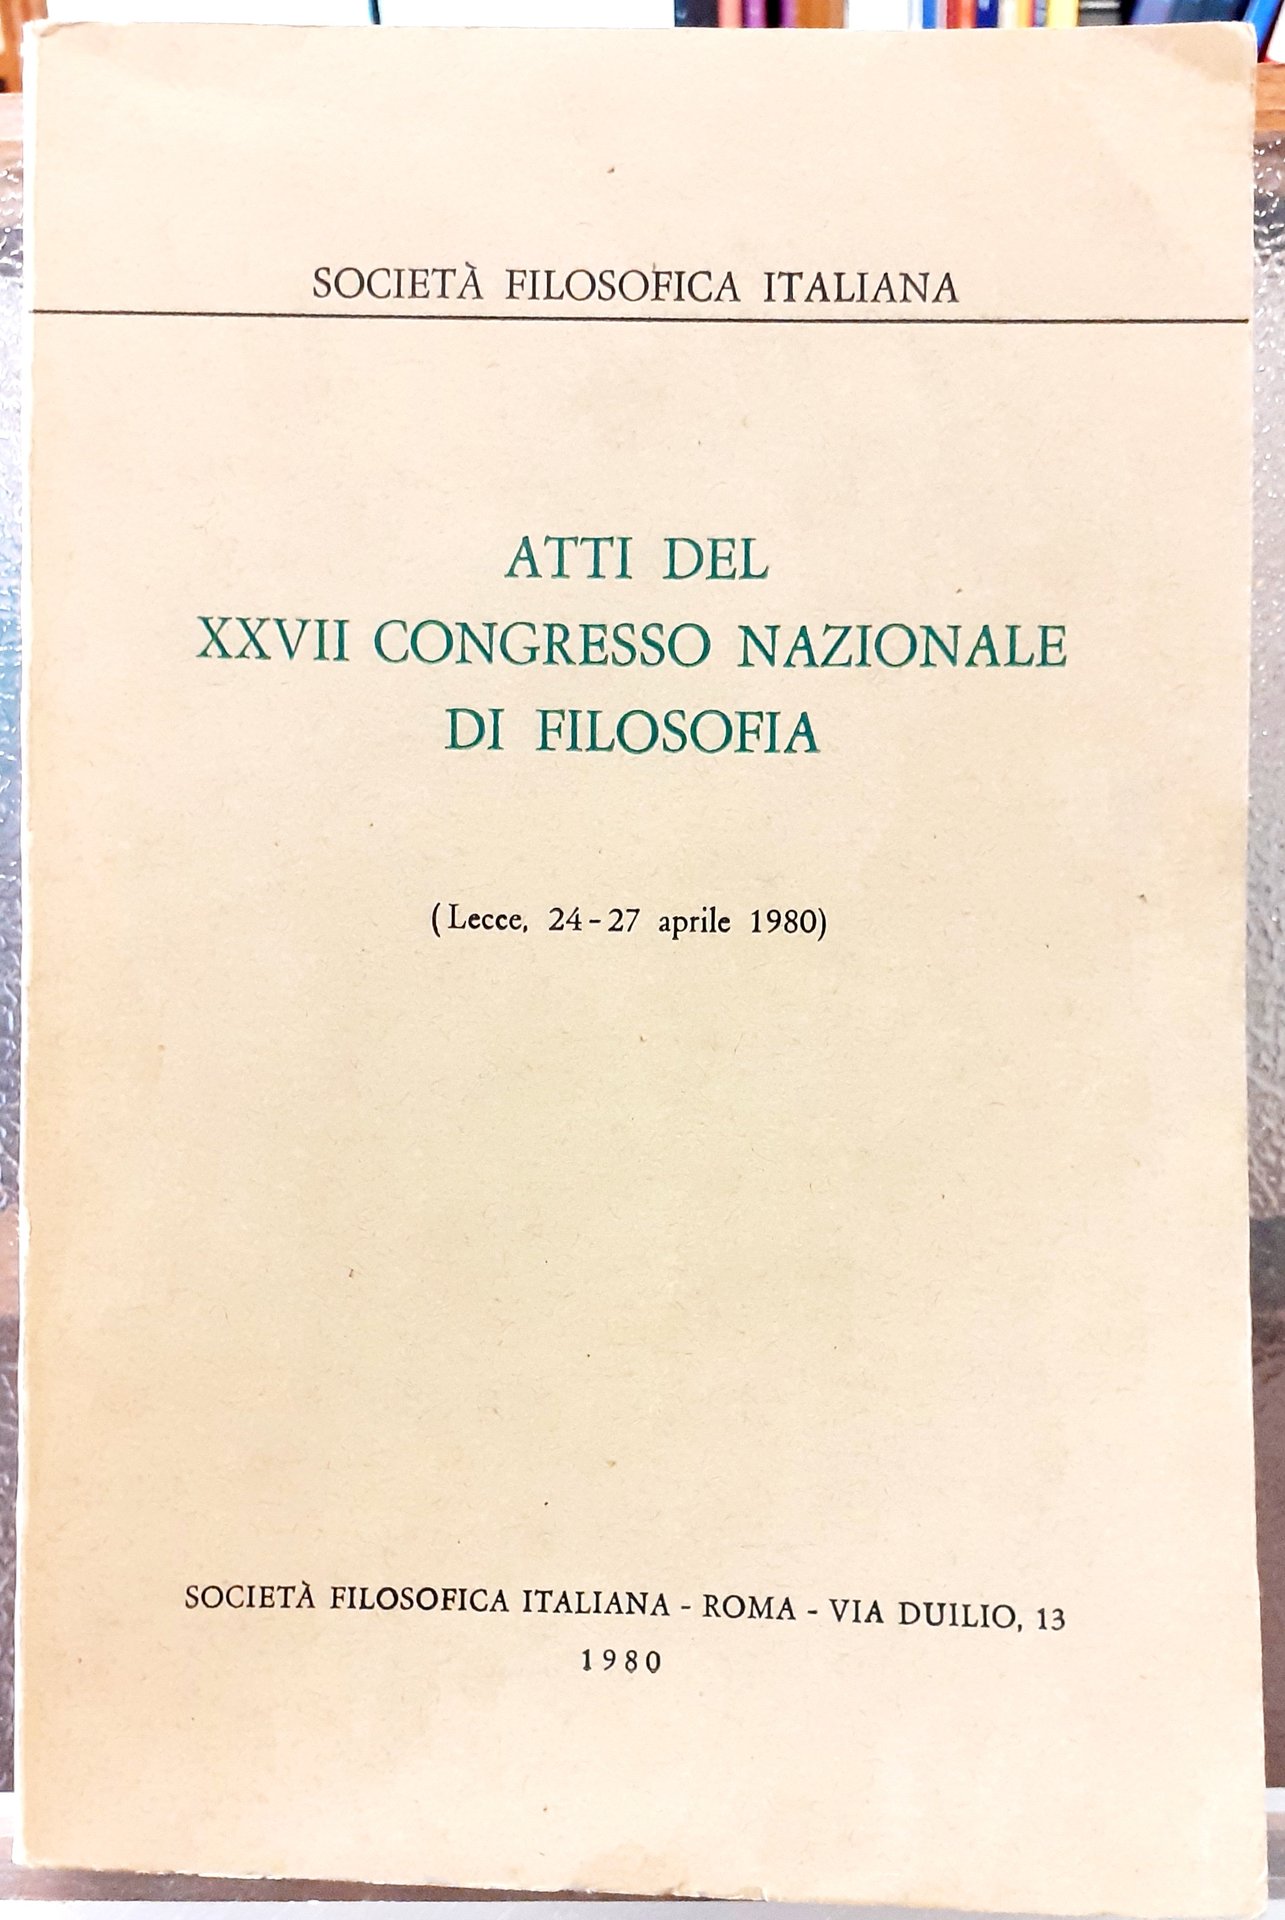 SOCIETÀ FILOSOFICA ITALIANA
ATTI DEL
XXVII CONGRESSO NAZIONALE
DI FILOSOFIA
(Lecce, 24-27 aprile 1980)
SOCIETÀ FILOSOFICA ITALIANA - ROMA - VIA DUILIO, 13
1980